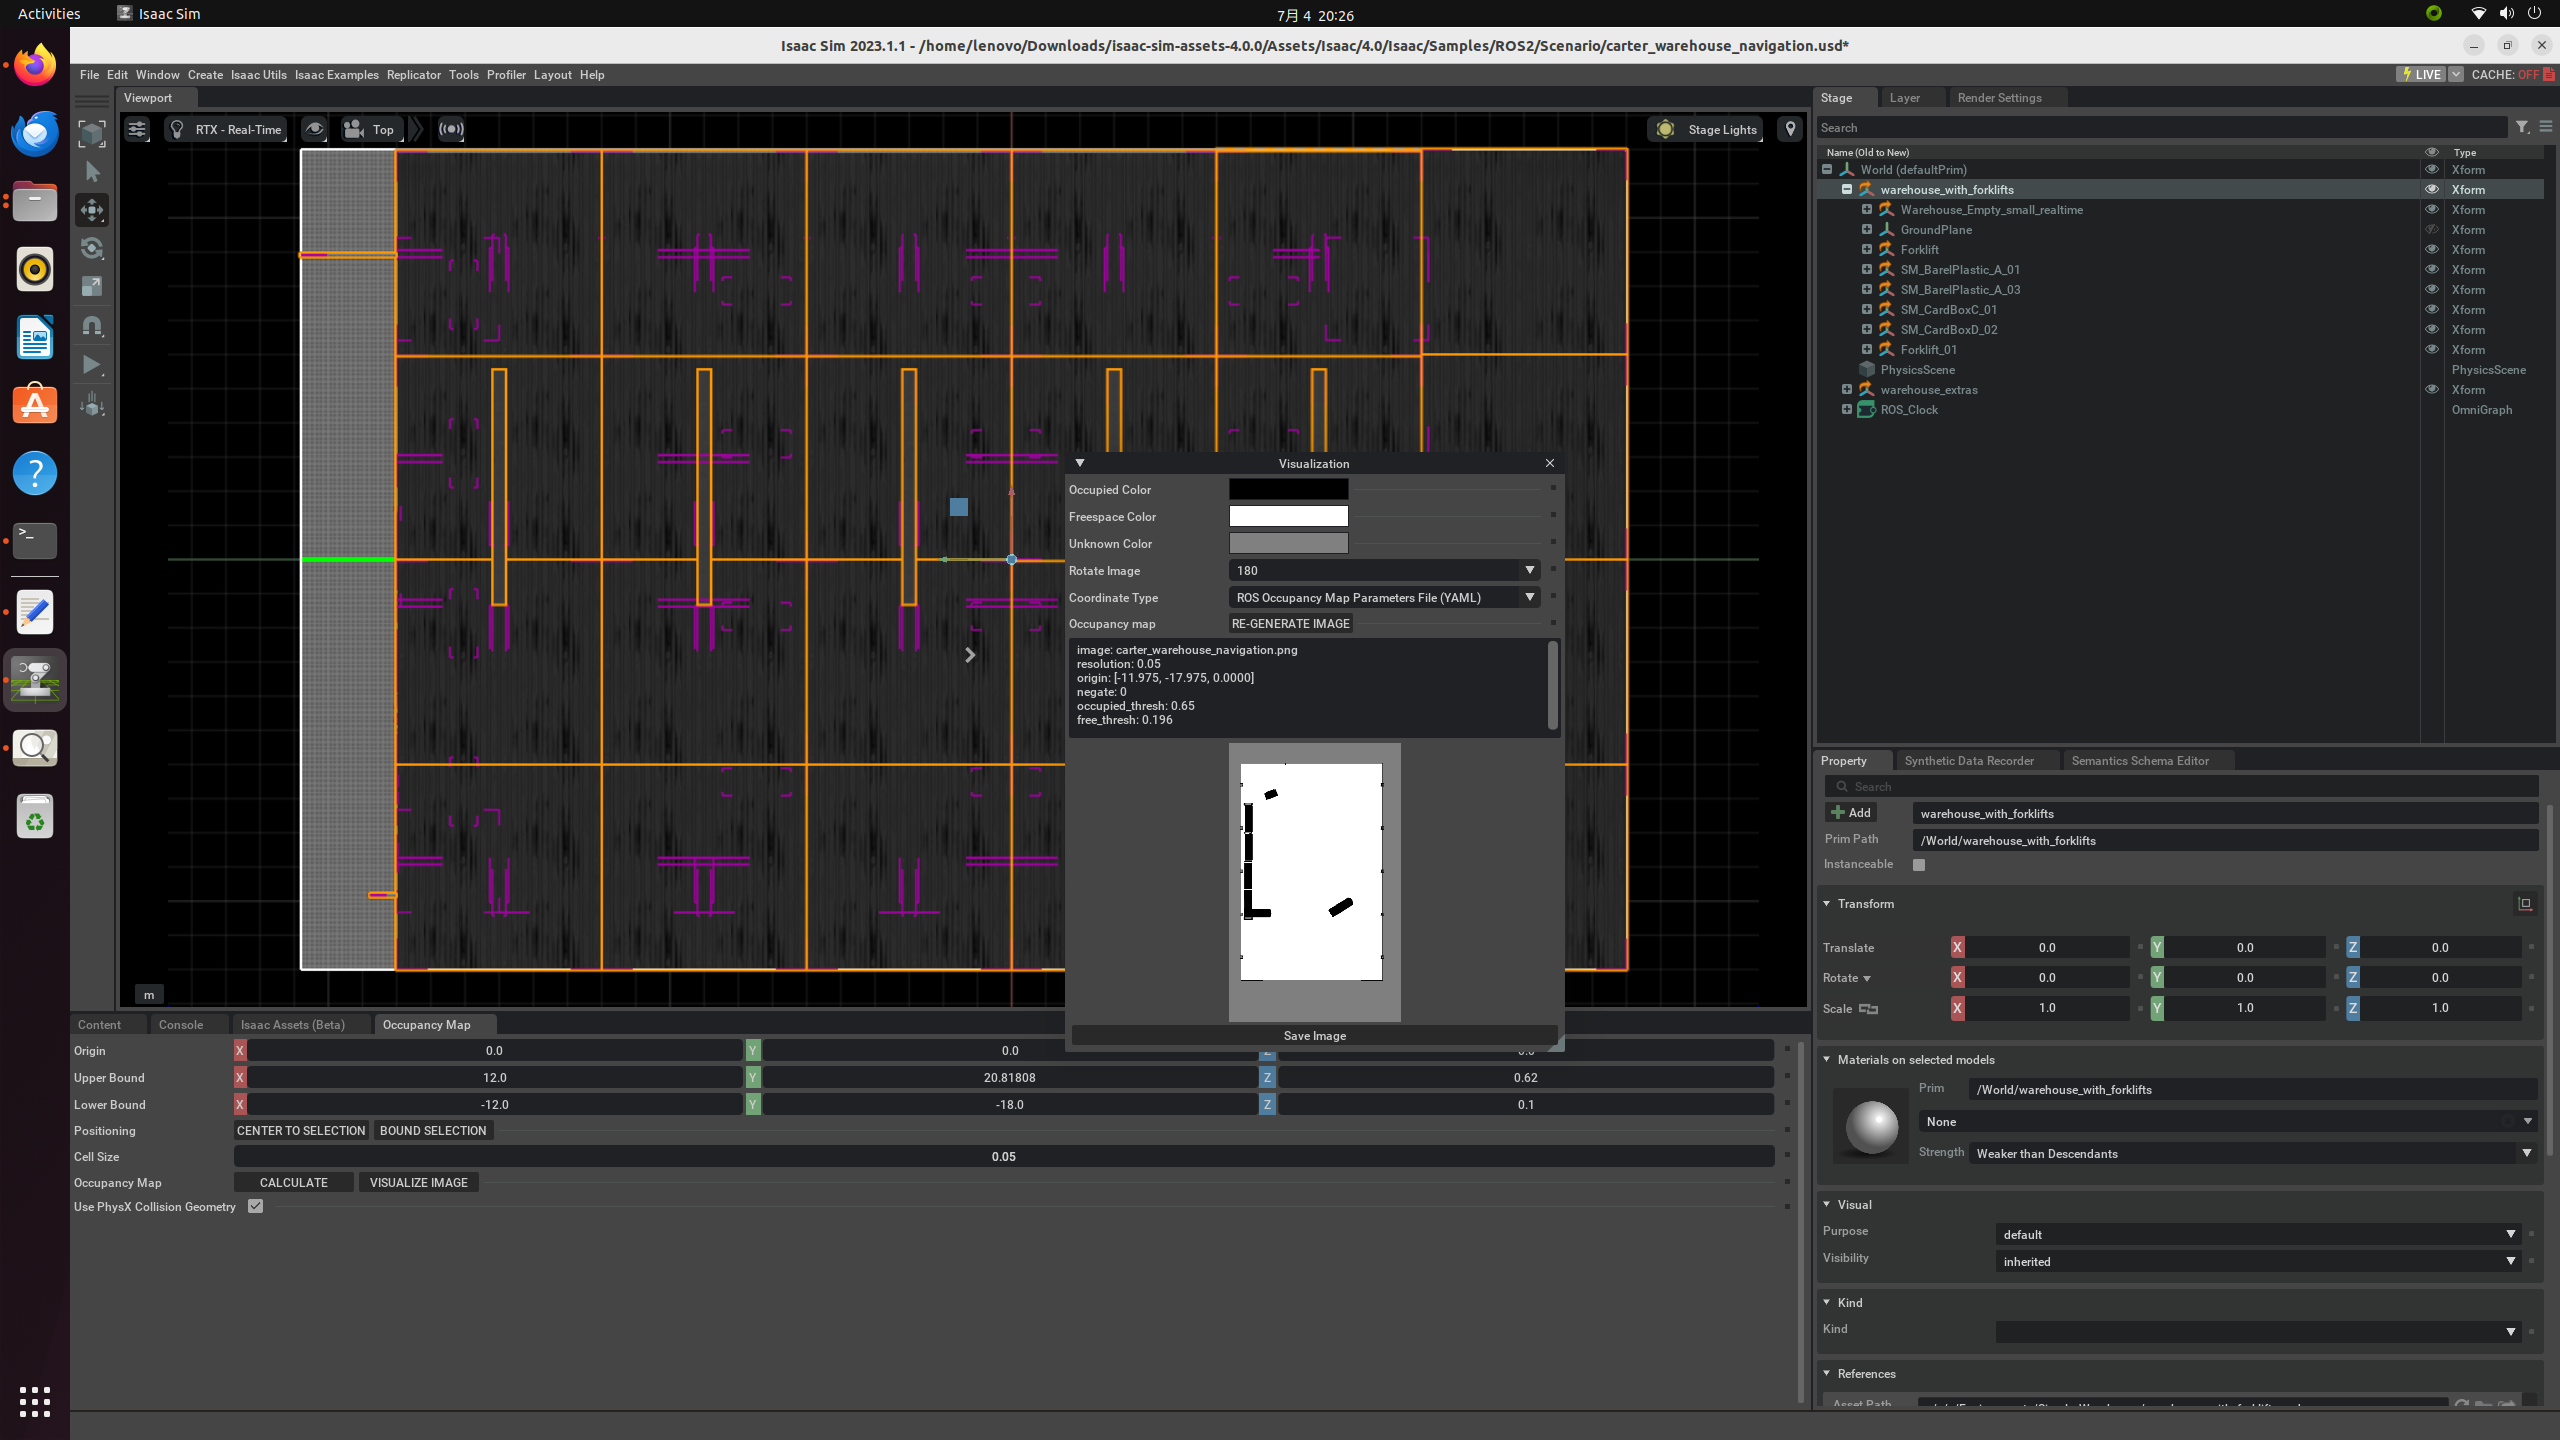 Activities
Isaac Sim
7月 4 20:26
Isaac Sim 2023.1.1 - /home/lenovo/Downloads/isaac-sim-assets-4.0.0/Assets/Isaac/4.0/Isaac/Samples/ROS2/Scenario/carter_warehouse_navigation.usd*
File Edit Window Create Isaac Utils Isaac Examples Replicator Tools Profiler Layout Help
LIVE
CACHE: OFF
Viewport
RTX - Real-Time
Top
Stage Lights
m
Stage Layer Render Settings
Search
Name (Old to New) Type
World (defaultPrim) Xform
warehouse_with_forklifts Xform
Warehouse_Empty_small_realtime Xform
GroundPlane Xform
Forklift Xform
SM_BarelPlastic_A_01 Xform
SM_BarelPlastic_A_03 Xform
SM_CardBoxC_01 Xform
SM_CardBoxD_02 Xform
Forklift_01 Xform
PhysicsScene PhysicsScene
warehouse_extras Xform
ROS_Clock OmniGraph
Visualization
Occupied Color
Freespace Color
Unknown Color
Rotate Image 180
Coordinate Type ROS Occupancy Map Parameters File (YAML)
Occupancy map RE-GENERATE IMAGE
image: carter_warehouse_navigation.png
resolution: 0.05
origin: [-11.975, -17.975, 0.0000]
negate: 0
occupied_thresh: 0.65
free_thresh: 0.196
Save Image
Content Console Isaac Assets (Beta) Occupancy Map
Origin X 0.0 Y 0.0
Upper Bound X 12.0 Y 20.81808 Z 0.62
Lower Bound X -12.0 Y -18.0 Z 0.1
Positioning CENTER TO SELECTION BOUND SELECTION
Cell Size 0.05
Occupancy Map CALCULATE VISUALIZE IMAGE
Use PhysX Collision Geometry
Property Synthetic Data Recorder Semantics Schema Editor
Search
Add warehouse_with_forklifts
Prim Path /World/warehouse_with_forklifts
Instanceable
Transform
Translate X 0.0 Y 0.0 Z 0.0
Rotate X 0.0 Y 0.0 Z 0.0
Scale X 1.0 Y 1.0 Z 1.0
Materials on selected models
Prim /World/warehouse_with_forklifts
None
Strength Weaker than Descendants
Visual
Purpose default
Visibility inherited
Kind
Kind
References
Asset Path